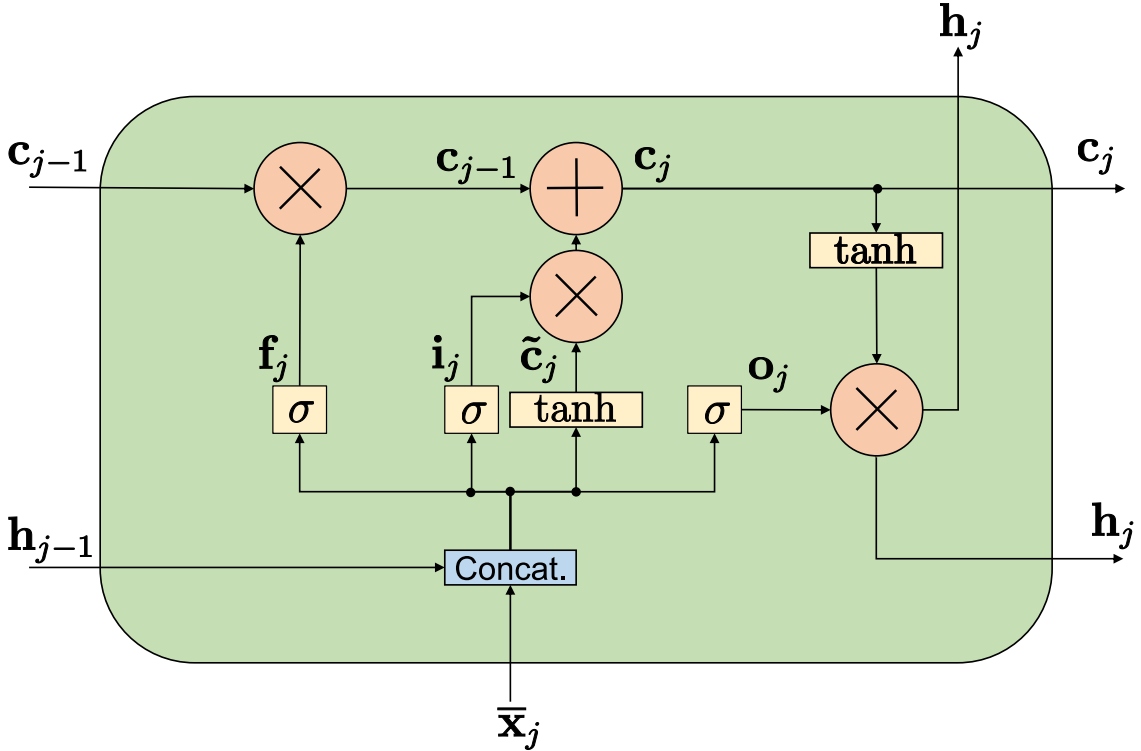 h_j
c_{j-1}
c_{j-1}
c_j
c_j
tanh
f_j
i_j
c̃_j
o_j
σ
σ
tanh
σ
h_{j-1}
h_j
Concat.
x̅_j